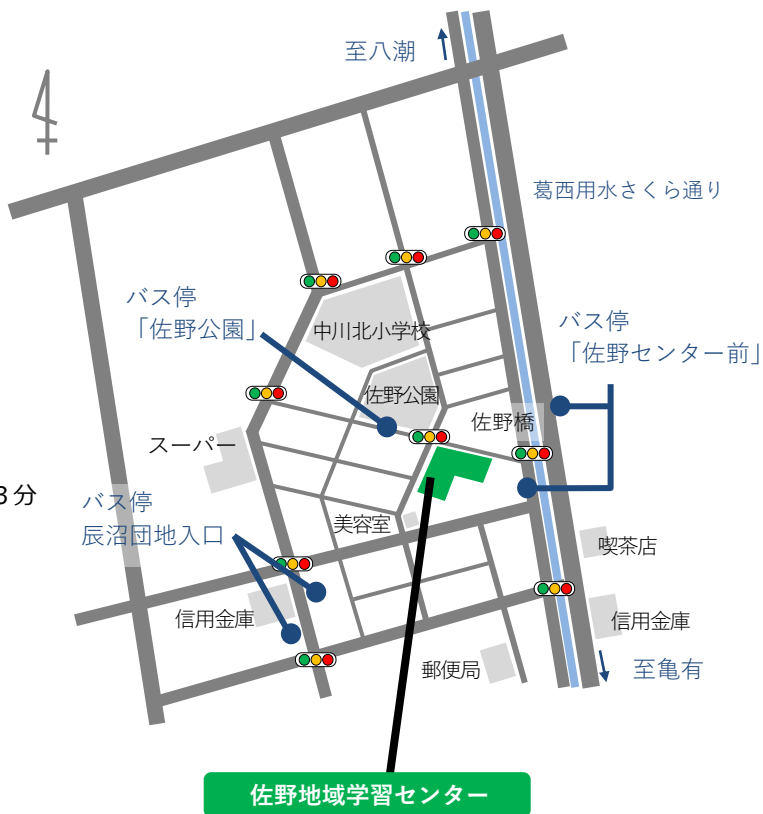 至八潮
葛西用水さくら通り
バス停
「佐野公園」
中川北小学校
バス停
「佐野センター前」
佐野公園
佐野橋
スーパー
3分
バス停
辰沼団地入口
美容室
喫茶店
信用金庫
信用金庫
郵便局
至亀有
佐野地域学習センター